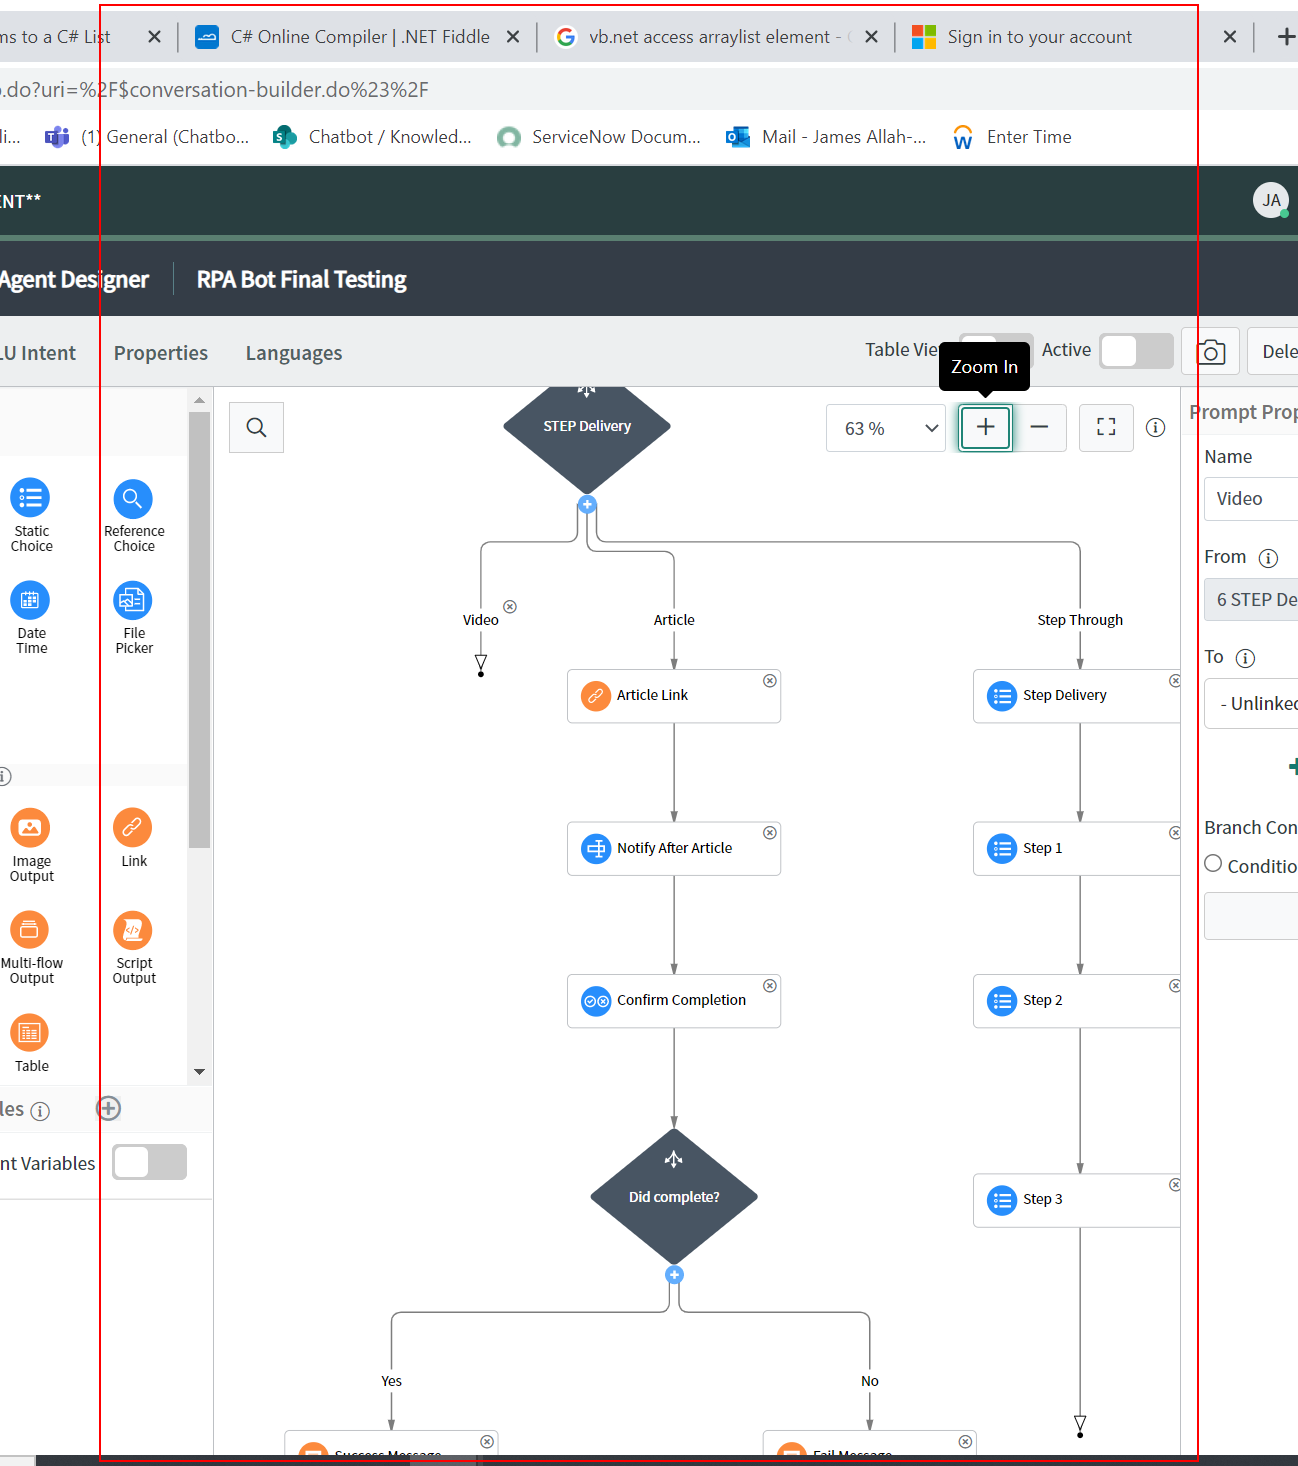 ms to a C# List
C# Online Compiler | .NET Fiddle
vb.net access arraylist element -
Sign in to your account
.do?uri=%2F$conversation-builder.do%23%2F
li...
(1) General (Chatbo...
Chatbot / Knowled...
ServiceNow Docum...
Mail - James Allah-...
Enter Time
ENT**
JA
Agent Designer
RPA Bot Final Testing
LU Intent
Properties
Languages
Table Vie
Active
Dele
Zoom In
63 %
STEP Delivery
Prompt Prop
Name
Video
From
6 STEP De
To
- Unlinked
Branch Con
Conditio
Static
Choice
Reference
Choice
Date
Time
File
Picker
Image
Output
Link
Multi-flow
Output
Script
Output
Table
les
nt Variables
Video
Article
Step Through
Article Link
Step Delivery
Notify After Article
Step 1
Confirm Completion
Step 2
Did complete?
Step 3
Yes
No
Success Message
Fail Message